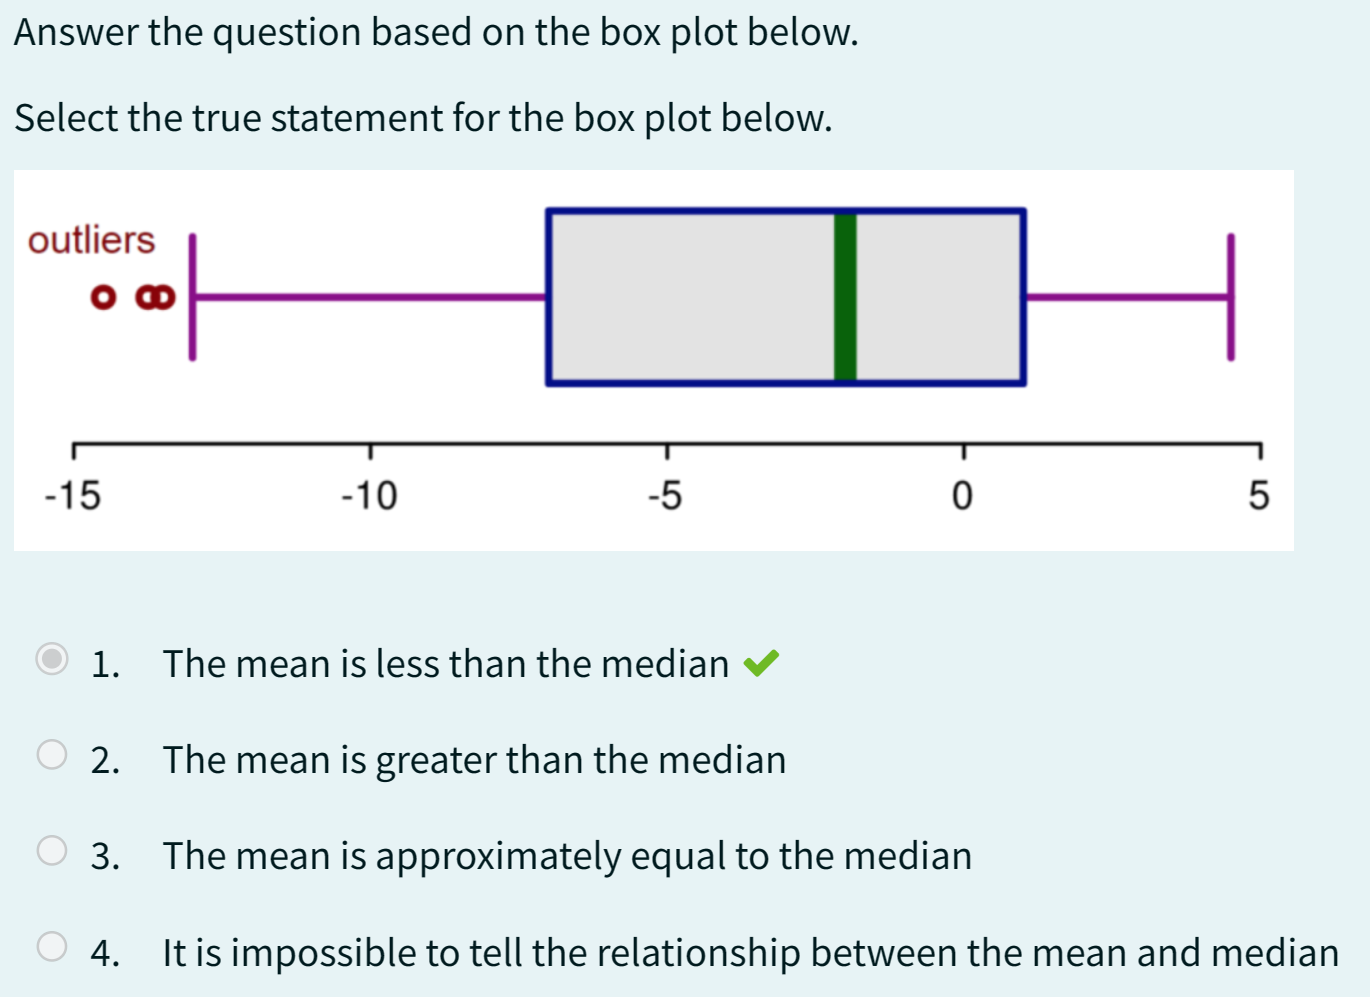 Answer the question based on the box plot below.
Select the true statement for the box plot below.
outliers
-15 -10 -5 0 5
1. The mean is less than the median
2. The mean is greater than the median
3. The mean is approximately equal to the median
4. It is impossible to tell the relationship between the mean and median